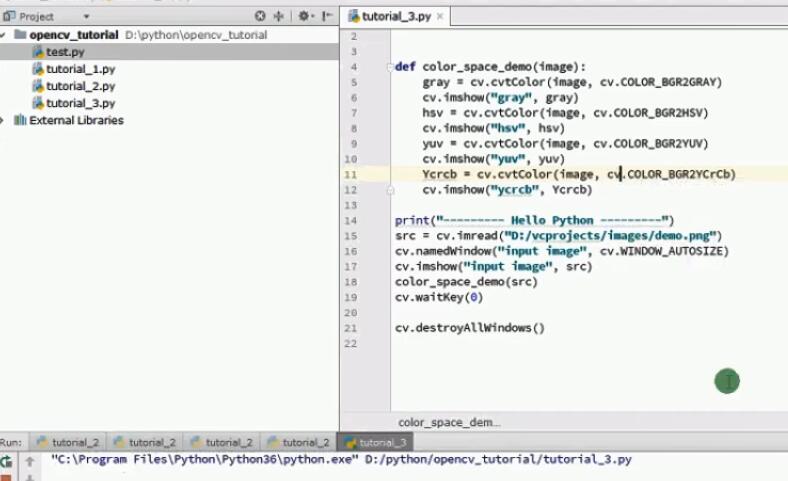 Project
tutorial_3.py
opencv_tutorial D:\python\opencv_tutorial
test.py
tutorial_1.py
tutorial_2.py
tutorial_3.py
External Libraries
2
3
4 def color_space_demo(image):
5 gray = cv.cvtColor(image, cv.COLOR_BGR2GRAY)
6 cv.imshow("gray", gray)
7 hsv = cv.cvtColor(image, cv.COLOR_BGR2HSV)
8 cv.imshow("hsv", hsv)
9 yuv = cv.cvtColor(image, cv.COLOR_BGR2YUV)
10 cv.imshow("yuv", yuv)
11 Ycrcb = cv.cvtColor(image, cv.COLOR_BGR2YCrCb)
12 cv.imshow("ycrcb", Ycrcb)
13
14 print("--------- Hello Python ---------")
15 src = cv.imread("D:/vcprojects/images/demo.png")
16 cv.namedWindow("input image", cv.WINDOW_AUTOSIZE)
17 cv.imshow("input image", src)
18 color_space_demo(src)
19 cv.waitKey(0)
20
21 cv.destroyAllWindows()
22
color_space_dem...
Run: tutorial_2 tutorial_2 tutorial_2 tutorial_2 tutorial_3
"C:\Program Files\Python\Python36\python.exe" D:/python/opencv_tutorial/tutorial_3.py